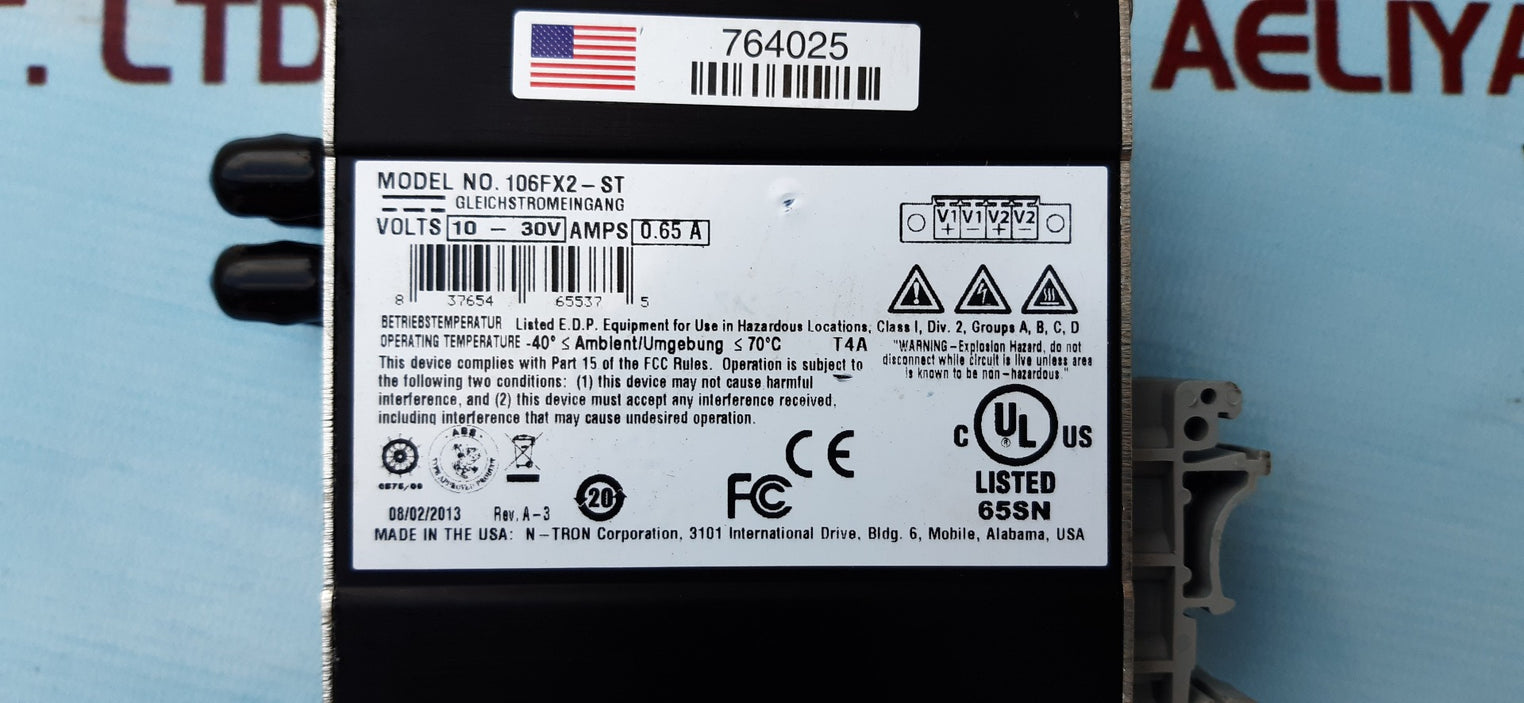 . LTD
AELIYA
764025
MODEL NO. 106FX2-ST
GLEICHSTROMEINGANG
VOLTS 10 - 30V AMPS 0.65 A
V1 V1 V2 V2
+ - + -
8 37654 65537 5
BETRIEBSTEMPERATUR Listed E.D.P. Equipment for Use in Hazardous Locations, Class I, Div. 2, Groups A, B, C, D
OPERATING TEMPERATURE -40° ≤ Ambient/Umgebung ≤ 70°C T4A
"WARNING-Explosion Hazard, do not
disconnect while circuit is live unless area
is known to be non-hazardous."
This device complies with Part 15 of the FCC Rules. Operation is subject to
the following two conditions: (1) this device may not cause harmful
interference, and (2) this device must accept any interference received,
including interference that may cause undesired operation.
ABS
TYPE APPROVED PRODUCT
0575/06
20
CE
FC
C UL US
®
LISTED
65SN
08/02/2013 Rev. A-3
MADE IN THE USA: N-TRON Corporation, 3101 International Drive, Bldg. 6, Mobile, Alabama, USA